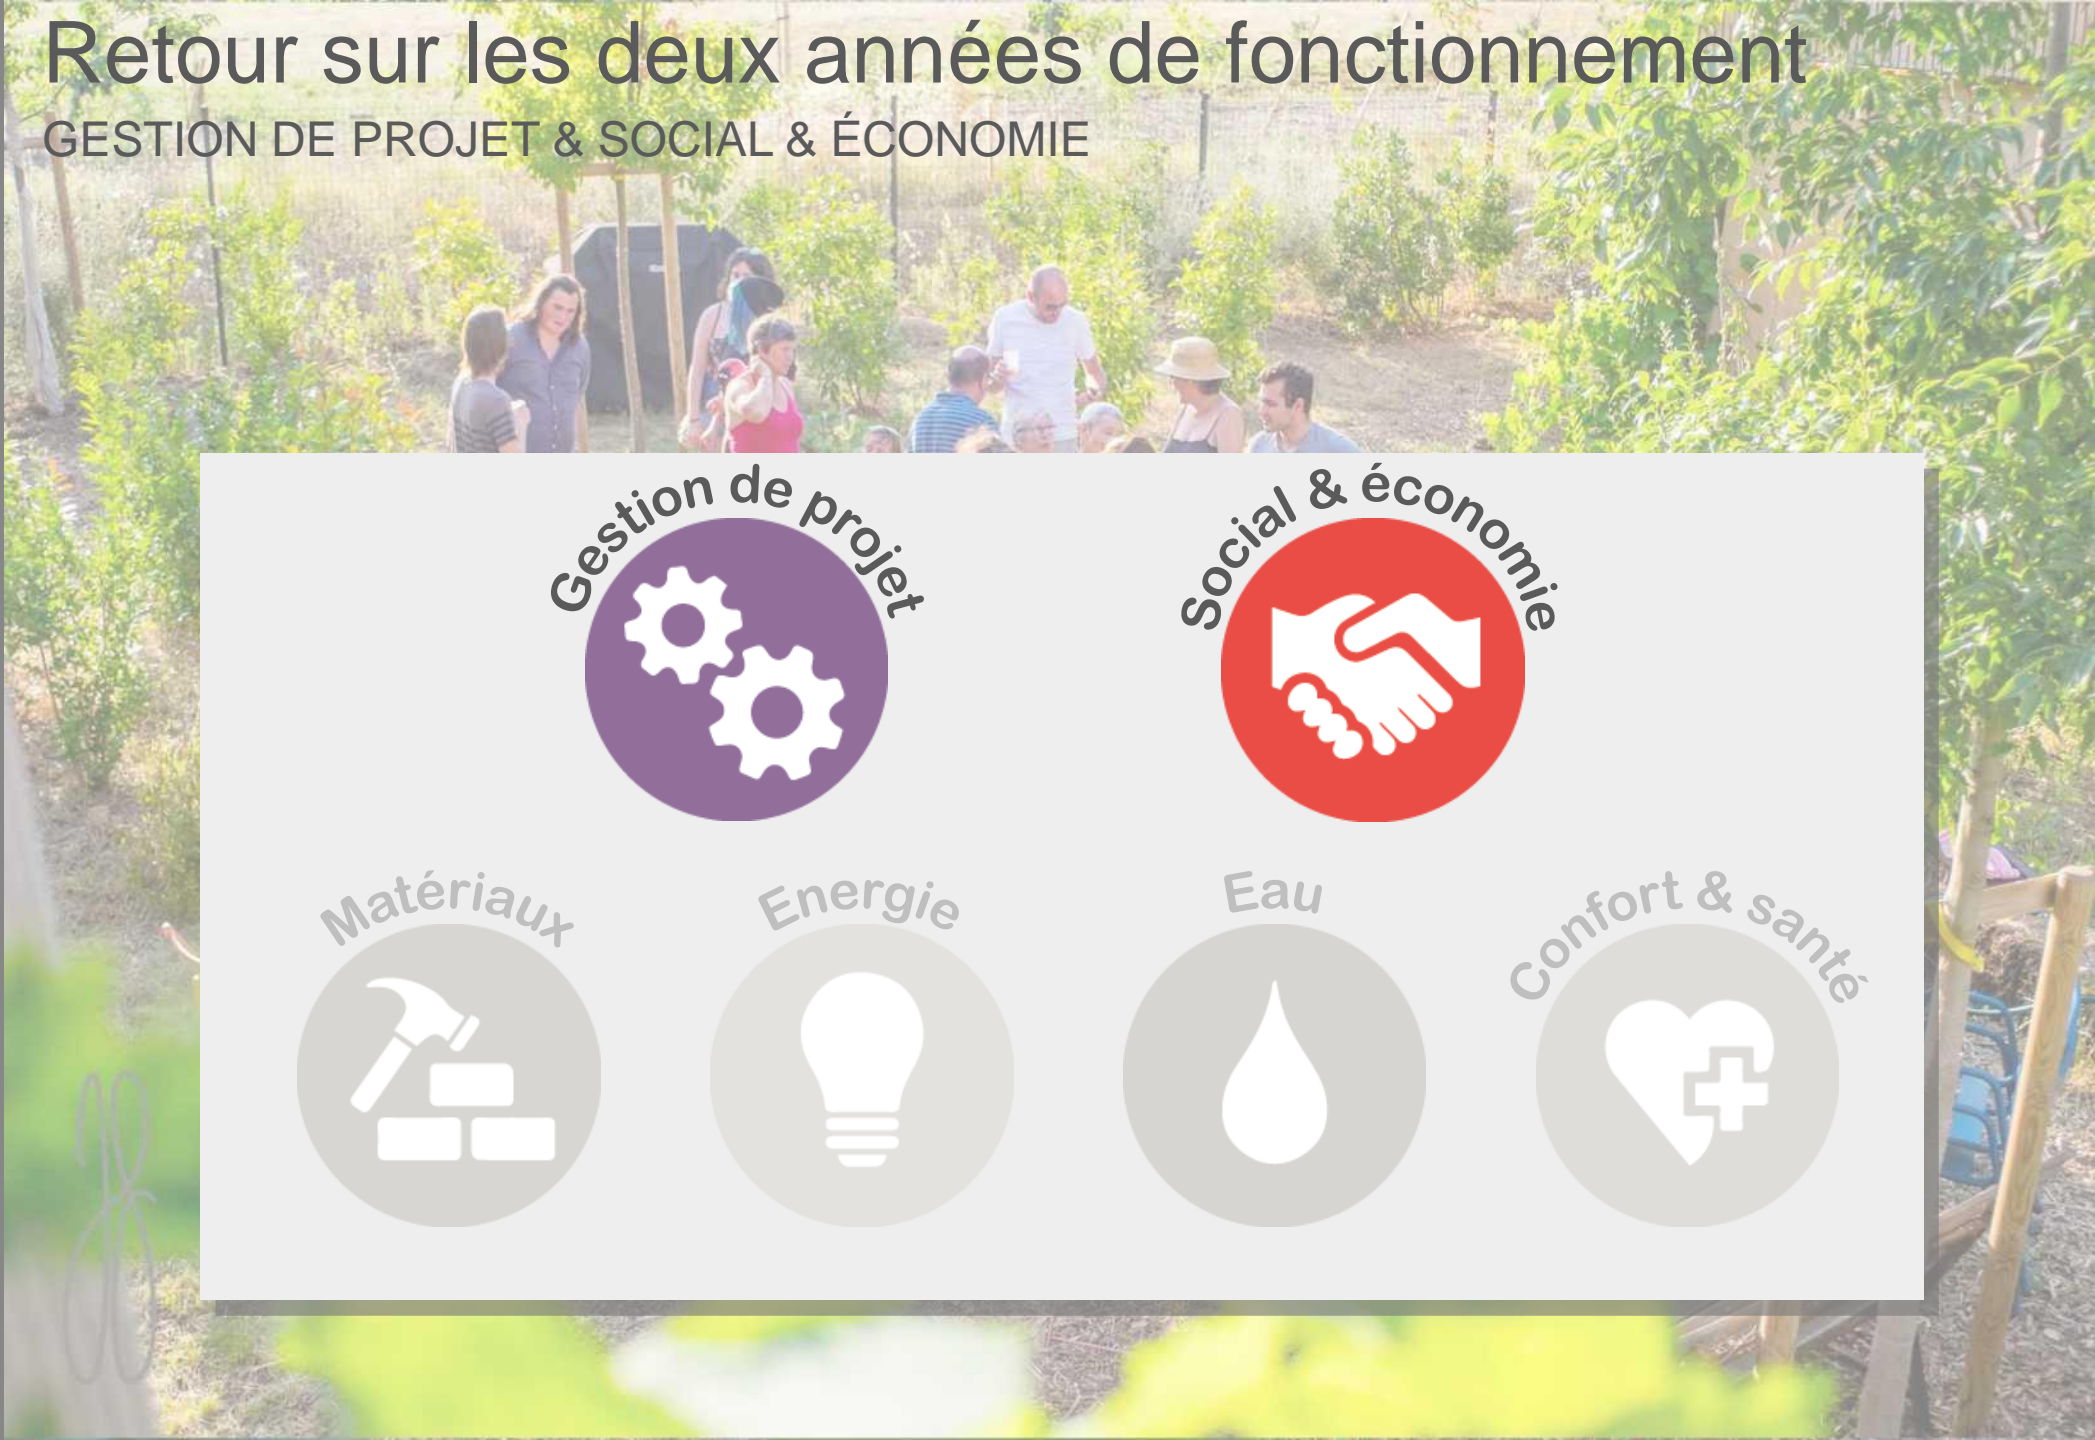 Retour sur les deux années de fonctionnement
GESTION DE PROJET & SOCIAL & ÉCONOMIE
Gestion de projet
Social & économie
Matériaux
Energie
Eau
Confort & santé